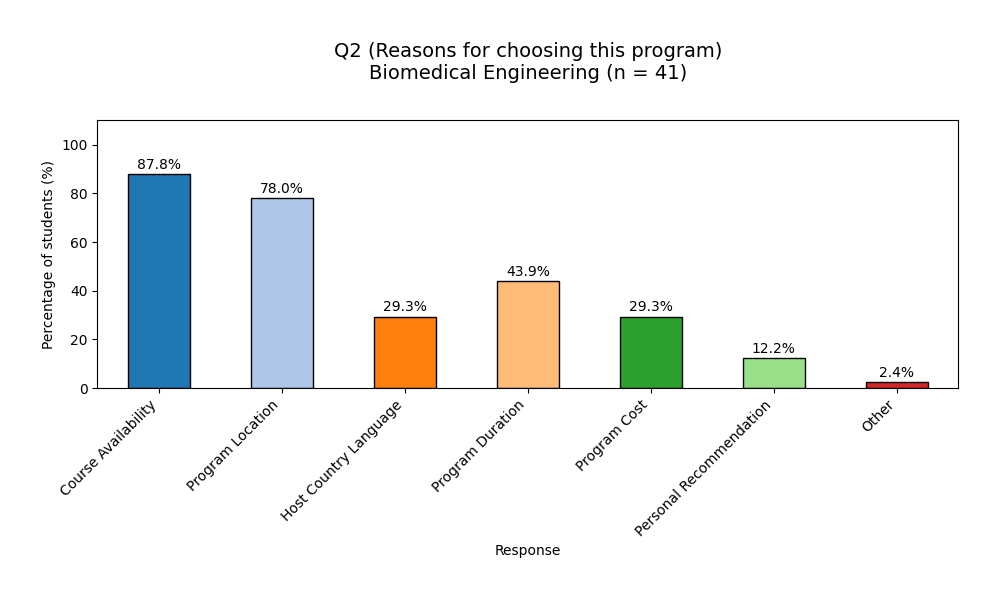 Q2 (Reasons for choosing this program)
Biomedical Engineering (n = 41)
Percentage of students (%)
100
80
60
40
20
0
87.8%
78.0%
29.3%
43.9%
29.3%
12.2%
2.4%
Course Availability
Program Location
Host Country Language
Program Duration
Program Cost
Personal Recommendation
Other
Response